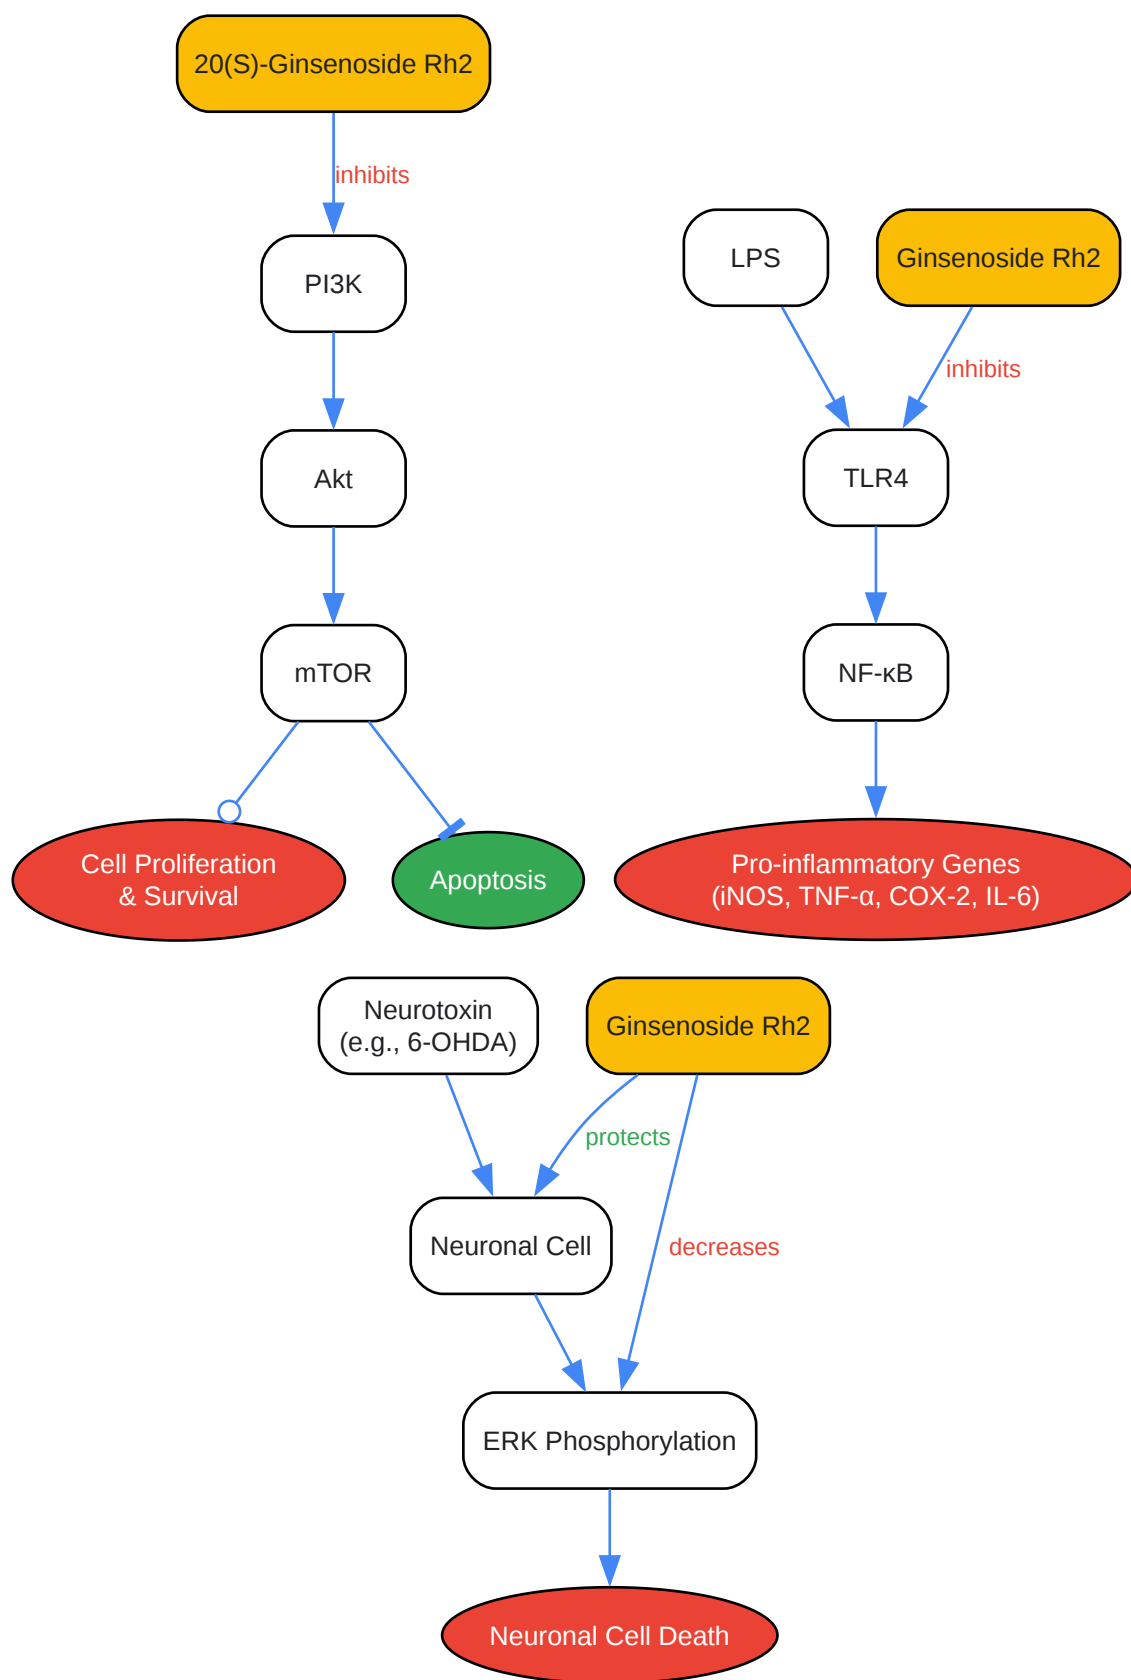 20(S)-Ginsenoside Rh2
inhibits
PI3K
Akt
mTOR
Cell Proliferation
& Survival
Apoptosis
LPS
Ginsenoside Rh2
inhibits
TLR4
NF-κB
Pro-inflammatory Genes
(iNOS, TNF-α, COX-2, IL-6)
Neurotoxin
(e.g., 6-OHDA)
Ginsenoside Rh2
protects
Neuronal Cell
decreases
ERK Phosphorylation
Neuronal Cell Death